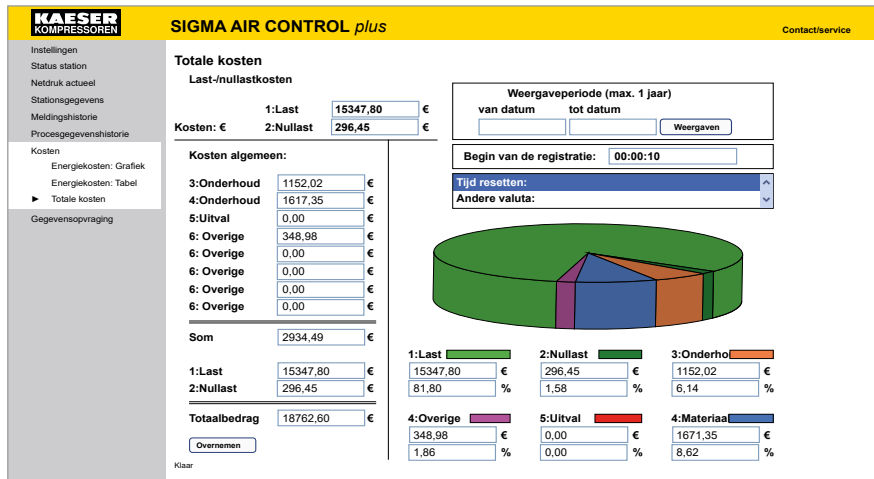 KAESER
KOMPRESSOREN
SIGMA AIR CONTROL plus
Contact/service
Instellingen
Status station
Netdruk actueel
Stationsgegevens
Meldingshistorie
Procesgegevenshistorie
Kosten
Energiekosten: Grafiek
Energiekosten: Tabel
► Totale kosten
Gegevensopvraging
Totale kosten
Last-/nullastkosten
1:Last 15347,80 €
Kosten: € 2:Nullast 296,45 €
Weergaveperiode (max. 1 jaar)
van datum tot datum
Weergaven
Begin van de registratie: 00:00:10
Tijd resetten:
Andere valuta:
Kosten algemeen:
3:Onderhoud 1152,02 €
4:Onderhoud 1617,35 €
5:Uitval 0,00 €
6: Overige 348,98 €
6: Overige 0,00 €
6: Overige 0,00 €
6: Overige 0,00 €
6: Overige 0,00 €
Som 2934,49 €
1:Last 15347,80 €
2:Nullast 296,45 €
Totaalbedrag 18762,60 €
Overnemen
Klaar
1:Last 2:Nullast 3:Onderho
15347,80 € 296,45 € 1152,02 €
81,80 % 1,58 % 6,14 %
4:Overige 5:Uitval 4:Materiaa
348,98 € 0,00 € 1671,35 €
1,86 % 0,00 % 8,62 %